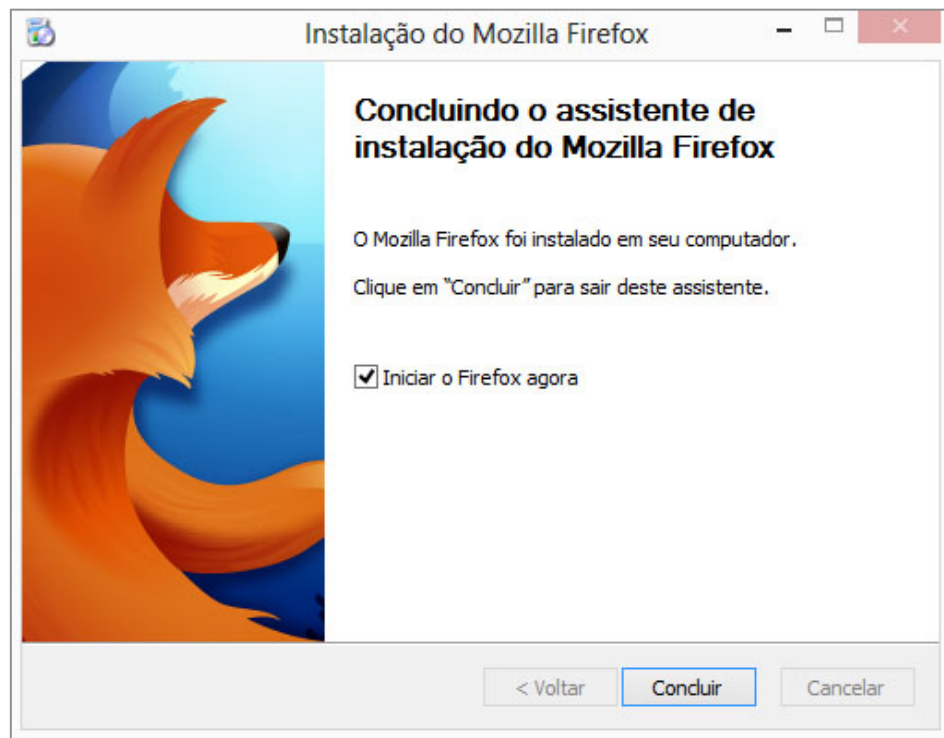 Instalação do Mozilla Firefox
Concluindo o assistente de
instalação do Mozilla Firefox
O Mozilla Firefox foi instalado em seu computador.
Clique em “Concluir” para sair deste assistente.
Iniciar o Firefox agora
< Voltar
Concluir
Cancelar